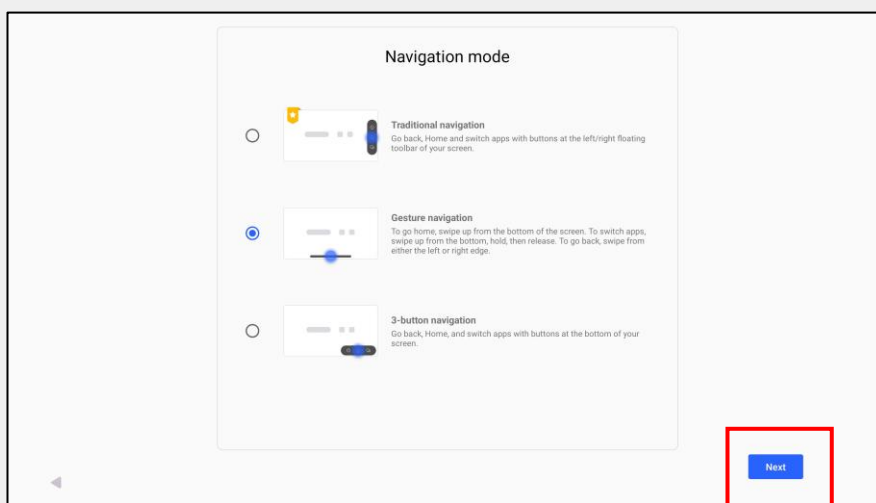 Navigation mode
Traditional navigation
Go back, Home and switch apps with buttons at the left/right floating
toolbar of your screen.
Gesture navigation
To go home, swipe up from the bottom of the screen. To switch apps,
swipe up from the bottom, hold, then release. To go back, swipe from
either the left or right edge.
3-button navigation
Go back, Home, and switch apps with buttons at the bottom of your
screen.
Next